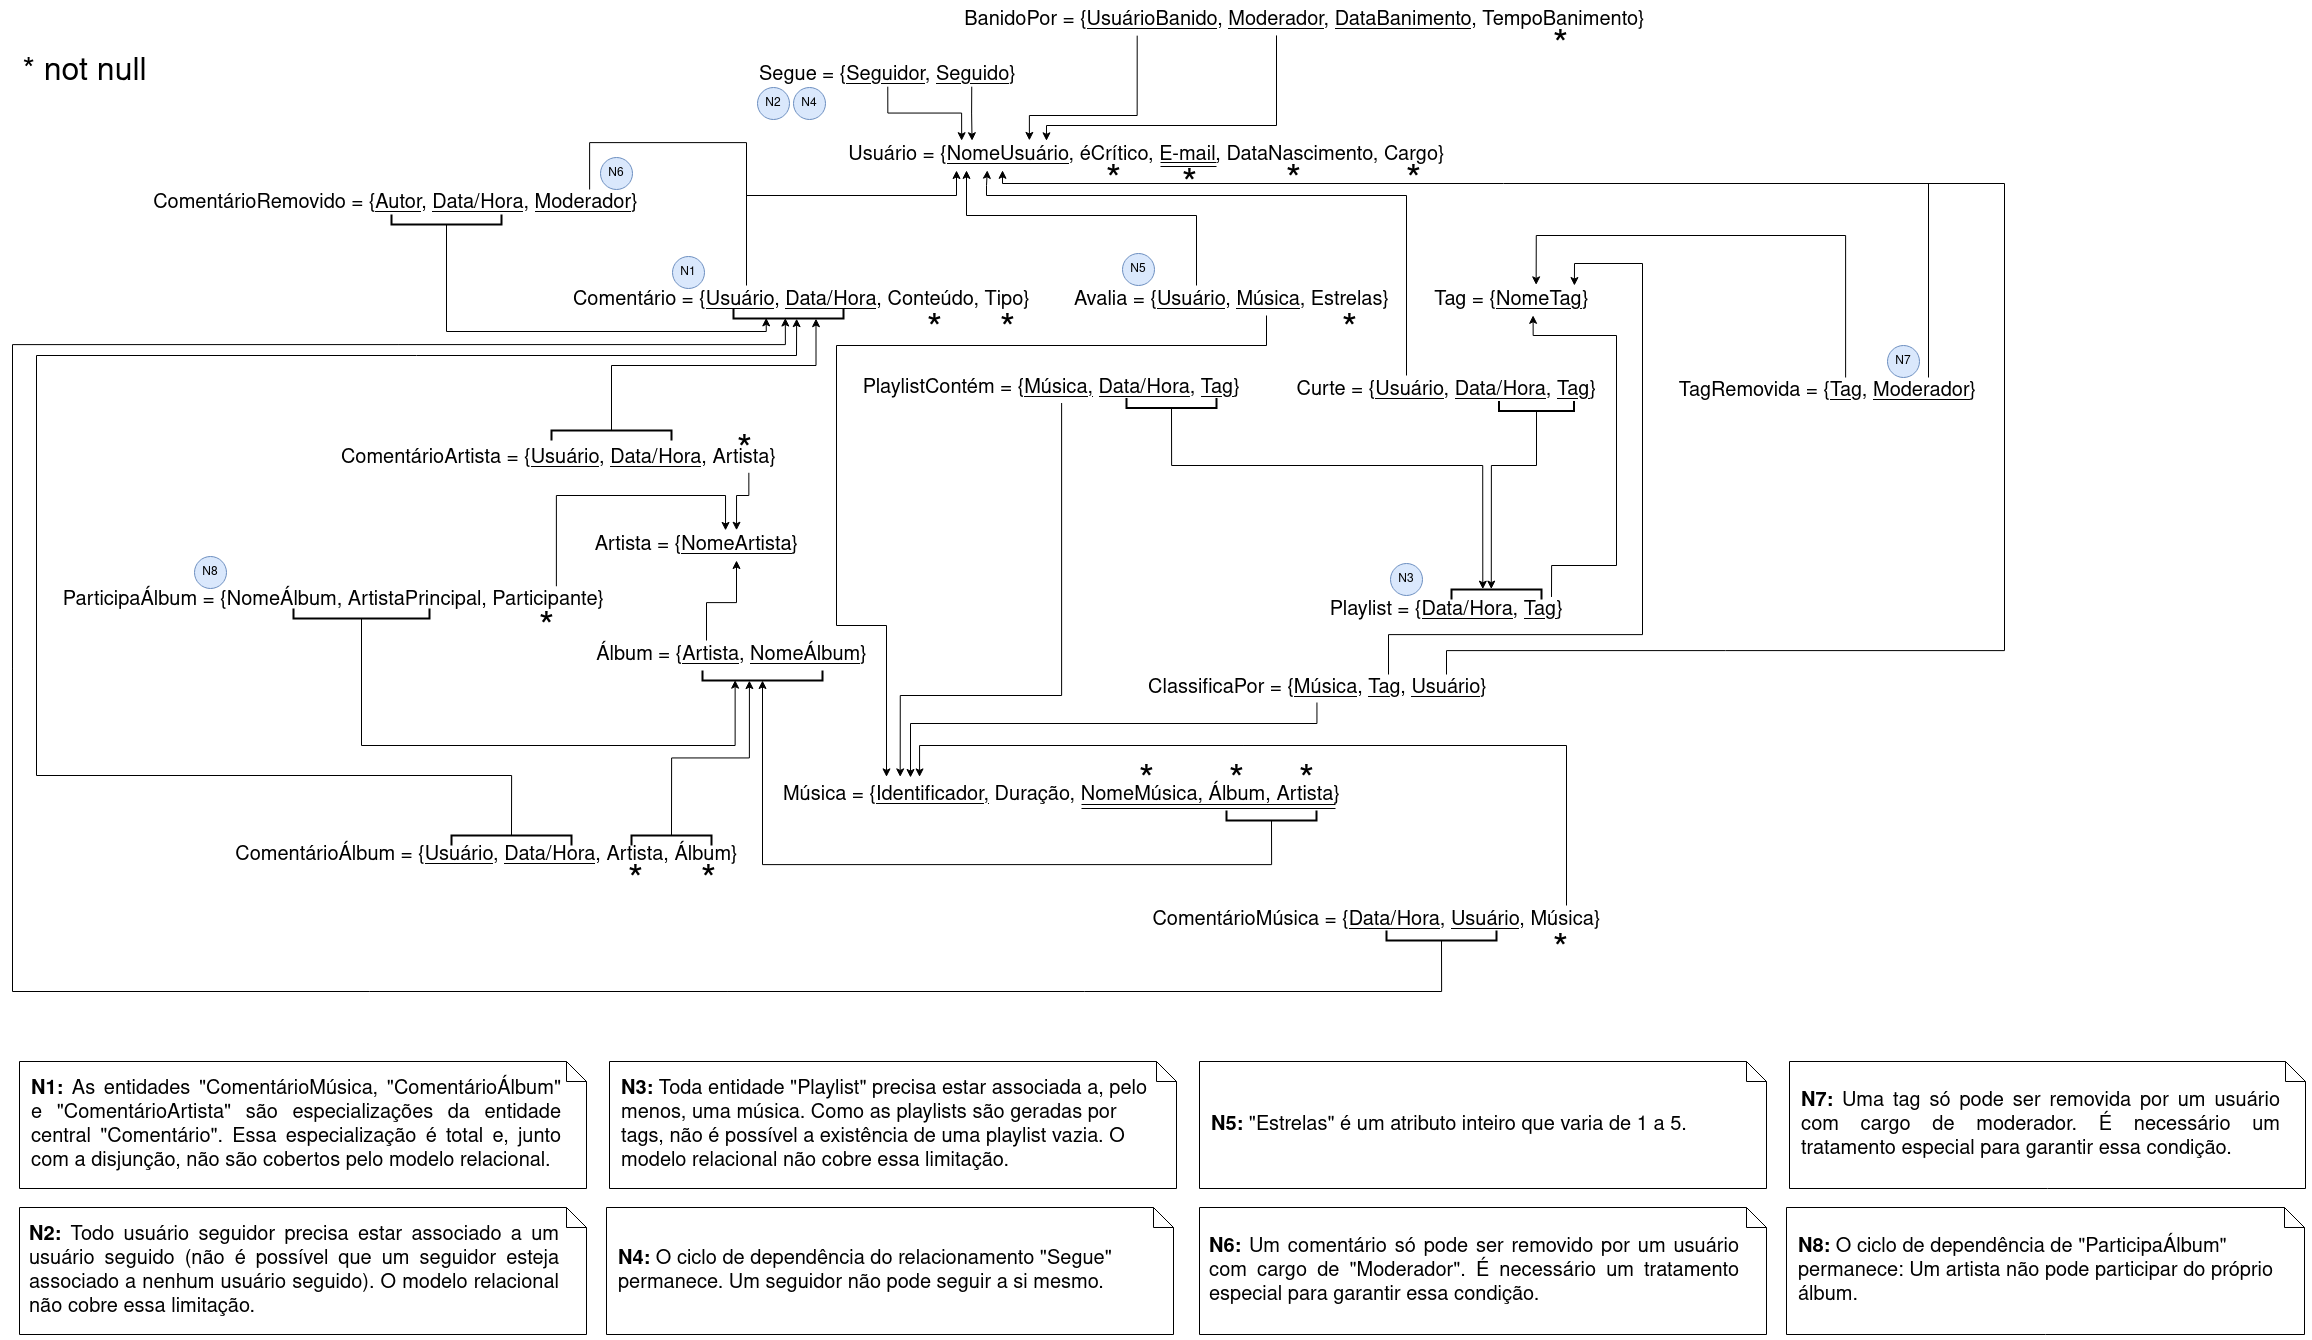 BanidoPor = {UsuárioBanido, Moderador, DataBanimento, TempoBanimento}
*
* not null
Segue = {Seguidor, Seguido}
N2
N4
Usuário = {NomeUsuário, éCrítico, E-mail, DataNascimento, Cargo}
* * * *
N6
ComentárioRemovido = {Autor, Data/Hora, Moderador}
N1
Comentário = {Usuário, Data/Hora, Conteúdo, Tipo}
* *
N5
Avalia = {Usuário, Música, Estrelas}
*
Tag = {NomeTag}
PlaylistContém = {Música, Data/Hora, Tag}
Curte = {Usuário, Data/Hora, Tag}
N7
TagRemovida = {Tag, Moderador}
*
ComentárioArtista = {Usuário, Data/Hora, Artista}
Artista = {NomeArtista}
N8
ParticipaÁlbum = {NomeÁlbum, ArtistaPrincipal, Participante}
*
N3
Playlist = {Data/Hora, Tag}
Álbum = {Artista, NomeÁlbum}
ClassificaPor = {Música, Tag, Usuário}
* * *
Música = {Identificador, Duração, NomeMúsica, Álbum, Artista}
ComentárioÁlbum = {Usuário, Data/Hora, Artista, Álbum}
* *
ComentárioMúsica = {Data/Hora, Usuário, Música}
*
N1: As entidades "ComentárioMúsica, "ComentárioÁlbum"
e "ComentárioArtista" são especializações da entidade
central "Comentário". Essa especialização é total e, junto
com a disjunção, não são cobertos pelo modelo relacional.
N3: Toda entidade "Playlist" precisa estar associada a, pelo
menos, uma música. Como as playlists são geradas por
tags, não é possível a existência de uma playlist vazia. O
modelo relacional não cobre essa limitação.
N5: "Estrelas" é um atributo inteiro que varia de 1 a 5.
N7: Uma tag só pode ser removida por um usuário
com cargo de moderador. É necessário um
tratamento especial para garantir essa condição.
N2: Todo usuário seguidor precisa estar associado a um
usuário seguido (não é possível que um seguidor esteja
associado a nenhum usuário seguido). O modelo relacional
não cobre essa limitação.
N4: O ciclo de dependência do relacionamento "Segue"
permanece. Um seguidor não pode seguir a si mesmo.
N6: Um comentário só pode ser removido por um usuário
com cargo de "Moderador". É necessário um tratamento
especial para garantir essa condição.
N8: O ciclo de dependência de "ParticipaÁlbum"
permanece: Um artista não pode participar do próprio
álbum.